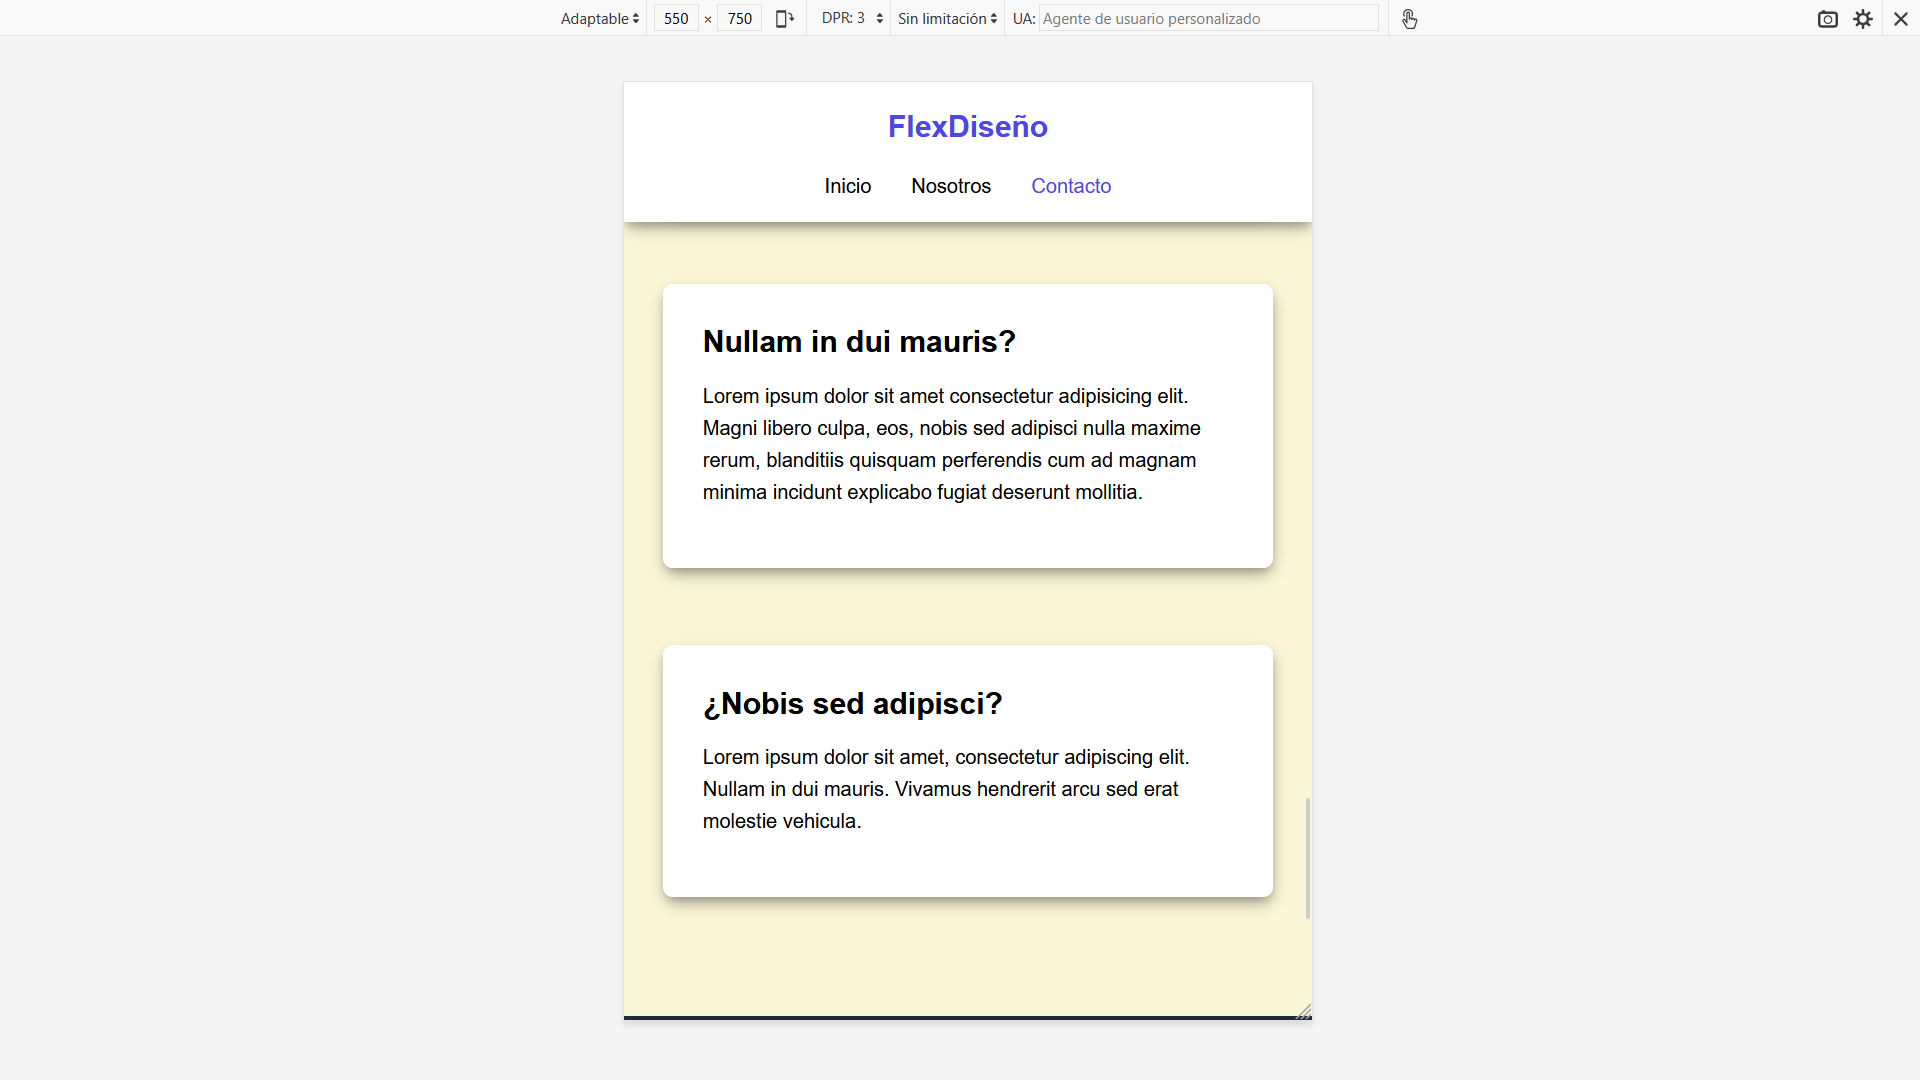 Adaptable 550 × 750 DPR: 3 Sin limitación UA: Agente de usuario personalizado
FlexDiseño
Inicio Nosotros Contacto
Nullam in dui mauris?
Lorem ipsum dolor sit amet consectetur adipisicing elit.
Magni libero culpa, eos, nobis sed adipisci nulla maxime
rerum, blanditiis quisquam perferendis cum ad magnam
minima incidunt explicabo fugiat deserunt mollitia.
¿Nobis sed adipisci?
Lorem ipsum dolor sit amet, consectetur adipiscing elit.
Nullam in dui mauris. Vivamus hendrerit arcu sed erat
molestie vehicula.